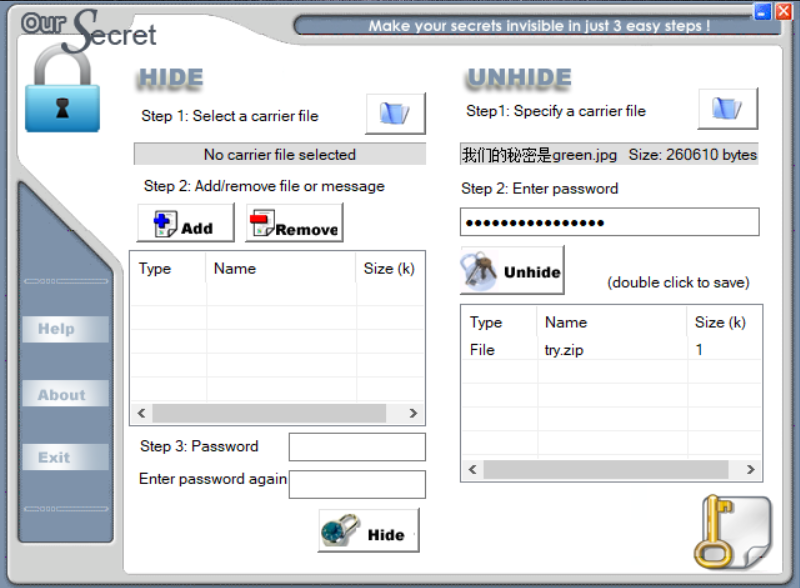 Our Secret
Make your secrets invisible in just 3 easy steps !
HIDE
Step 1: Select a carrier file
No carrier file selected
Step 2: Add/remove file or message
Add Remove
Type Name Size (k)
Step 3: Password
Enter password again
Hide
UNHIDE
Step1: Specify a carrier file
我们的秘密是green.jpg Size: 260610 bytes
Step 2: Enter password
●●●●●●●●●●●●●●●●
Unhide (double click to save)
Type Name Size (k)
File try.zip 1
Help
About
Exit